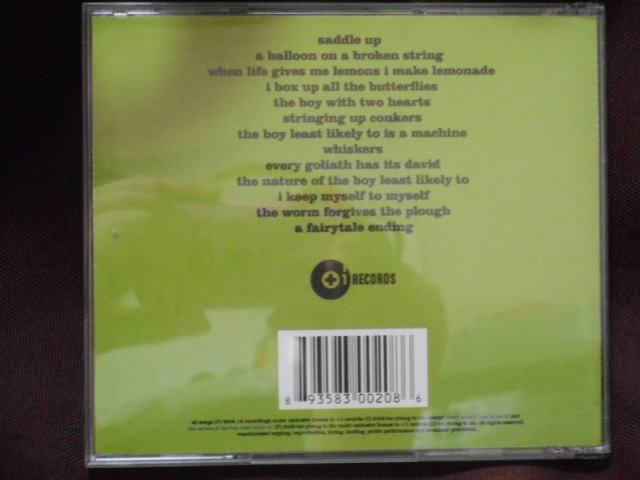 saddle up
a balloon on a broken string
when life gives me lemons i make lemonade
i box up all the butterflies
the boy with two hearts
stringing up conkers
the boy least likely to is a machine
whiskers
every goliath has its david
the nature of the boy least likely to
i keep myself to myself
the worm forgives the plough
a fairytale ending
+1 RECORDS
8 93583 00208 6